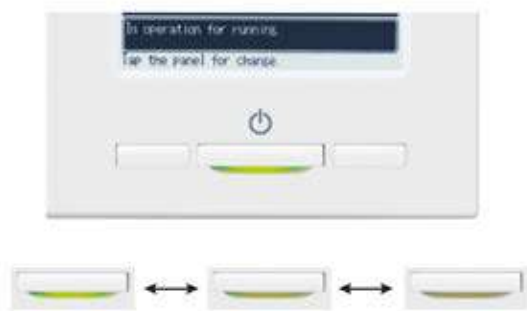 In operation for running.
Tap the panel for change.